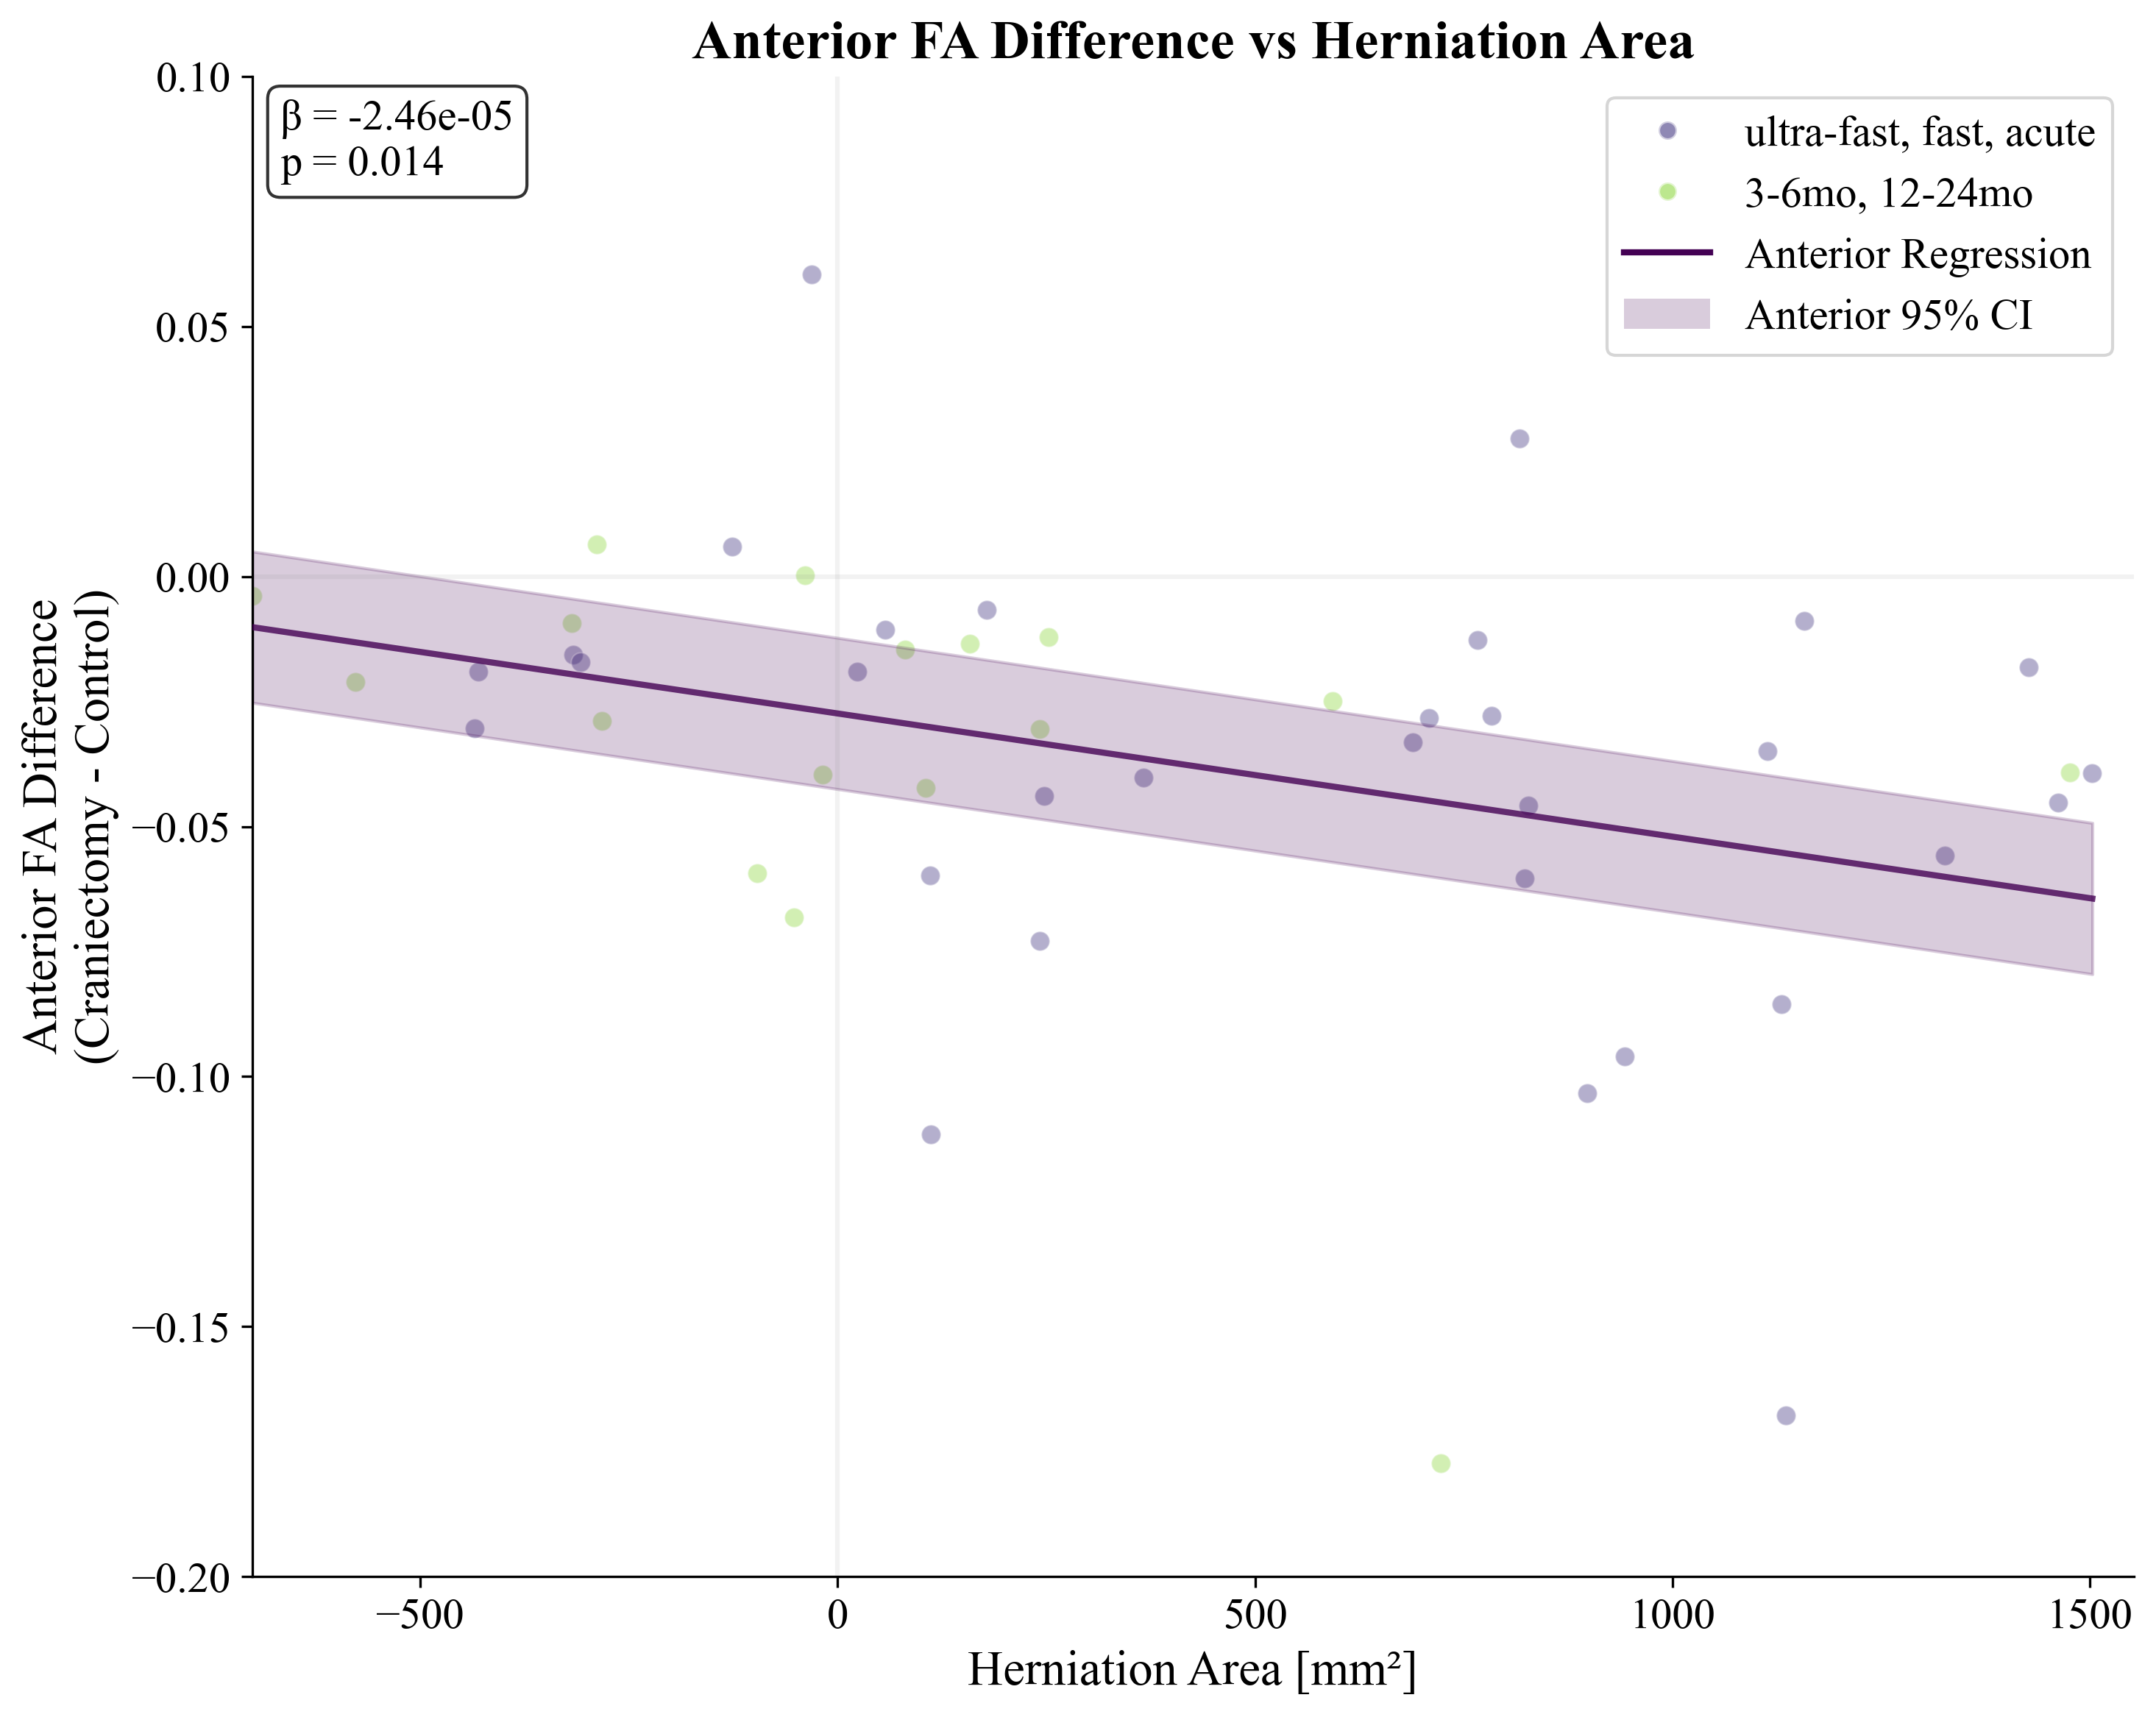 Anterior FA Difference vs Herniation Area
β = -2.46e-05
p = 0.014
ultra-fast, fast, acute
3-6mo, 12-24mo
Anterior Regression
Anterior 95% CI
Anterior FA Difference
(Craniectomy - Control)
0.10
0.05
0.00
−0.05
−0.10
−0.15
−0.20
−500
0
500
1000
1500
Herniation Area [mm²]